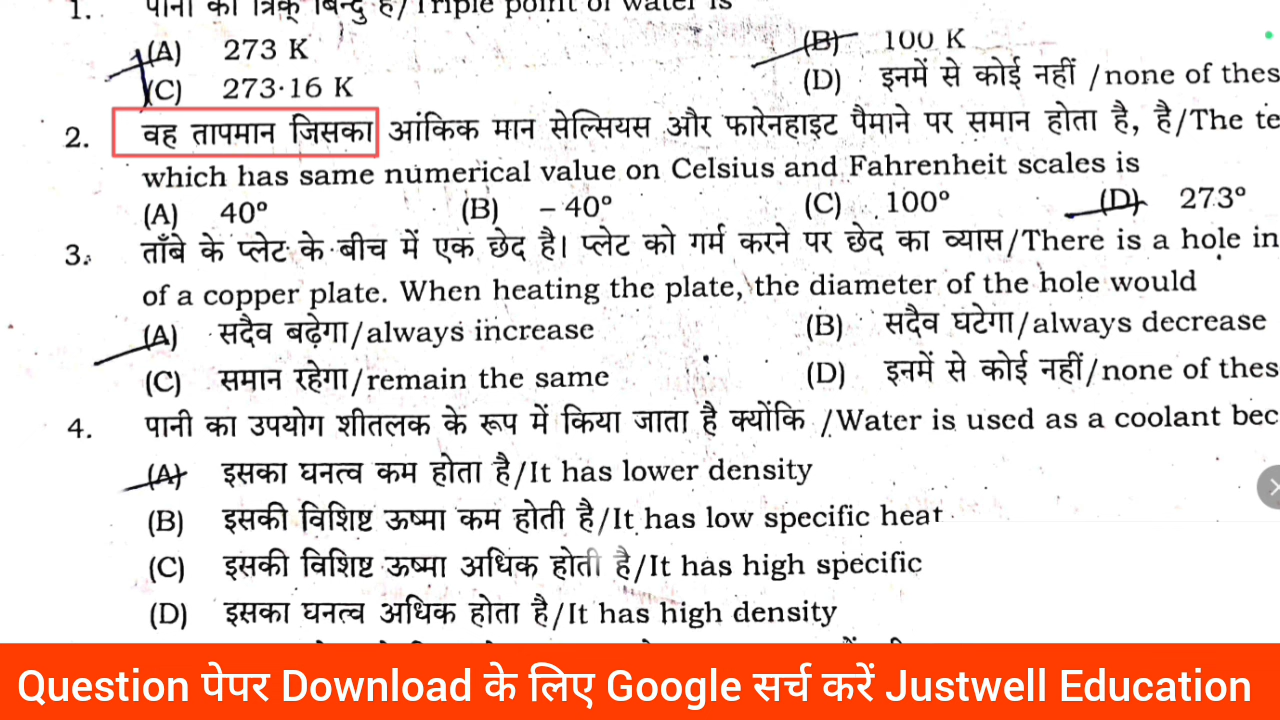 1. पानी का त्रिक् बिन्दु है/Triple point of water is
(A) 273 K (B) 100 K
(C) 273·16 K (D) इनमें से कोई नहीं /none of thes
2. वह तापमान जिसका आंकिक मान सेल्सियस और फारेनहाइट पैमाने पर समान होता है, है/The te
which has same numerical value on Celsius and Fahrenheit scales is
(A) 40° (B) – 40° (C) 100° (D) 273°
3. ताँबे के प्लेट के बीच में एक छेद है। प्लेट को गर्म करने पर छेद का व्यास/There is a hole in
of a copper plate. When heating the plate, the diameter of the hole would
(A) सदैव बढ़ेगा/always increase (B) सदैव घटेगा/always decrease
(C) समान रहेगा/remain the same (D) इनमें से कोई नहीं/none of thes
4. पानी का उपयोग शीतलक के रूप में किया जाता है क्योंकि /Water is used as a coolant bec
(A) इसका घनत्व कम होता है/It has lower density
(B) इसकी विशिष्ट ऊष्मा कम होती है/It has low specific heat
(C) इसकी विशिष्ट ऊष्मा अधिक होती है/It has high specific
(D) इसका घनत्व अधिक होता है/It has high density
Question पेपर Download के लिए Google सर्च करें Justwell Education